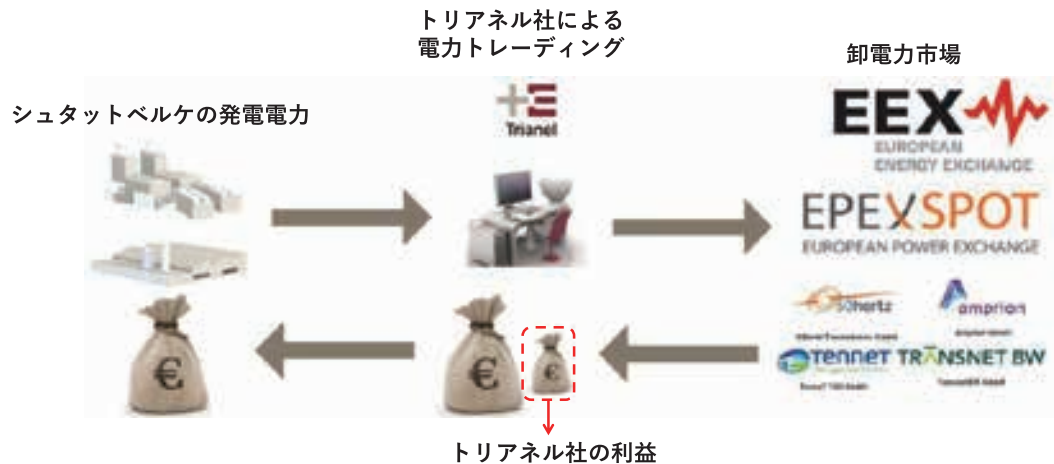 トリアネル社による
電力トレーディング
卸電力市場
シュタットベルケの発電電力
Trianel
EEX
EUROPEAN
ENERGY EXCHANGE
EPEXSPOT
EUROPEAN POWER EXCHANGE
50hertz
amprion
€
€
€
TenneT
TRANSNET BW
トリアネル社の利益